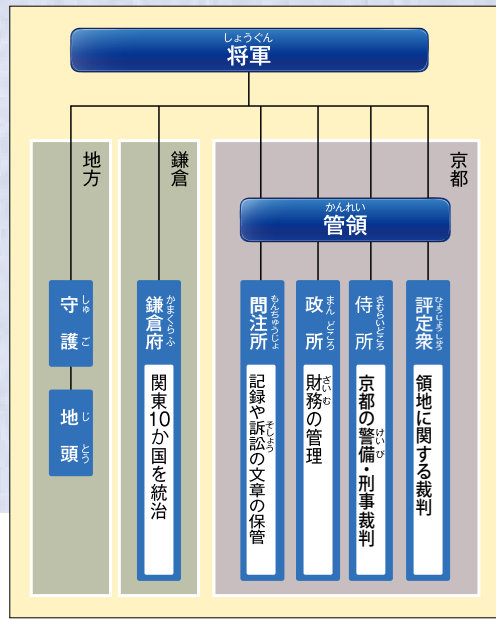 しょうぐん
将軍
京都
かんれい
管領
ひょうじょうしゅう
評定衆
領地に関する裁判
さむらいどころ
侍所
けいび
京都の警備・刑事裁判
まんどころ
政所
ざいむ
財務の管理
もんちゅうじょ
問注所
そしょう
記録や訴訟の文章の保管
鎌倉
かまくらふ
鎌倉府
関東10か国を統治
地方
しゅご
守護
じとう
地頭